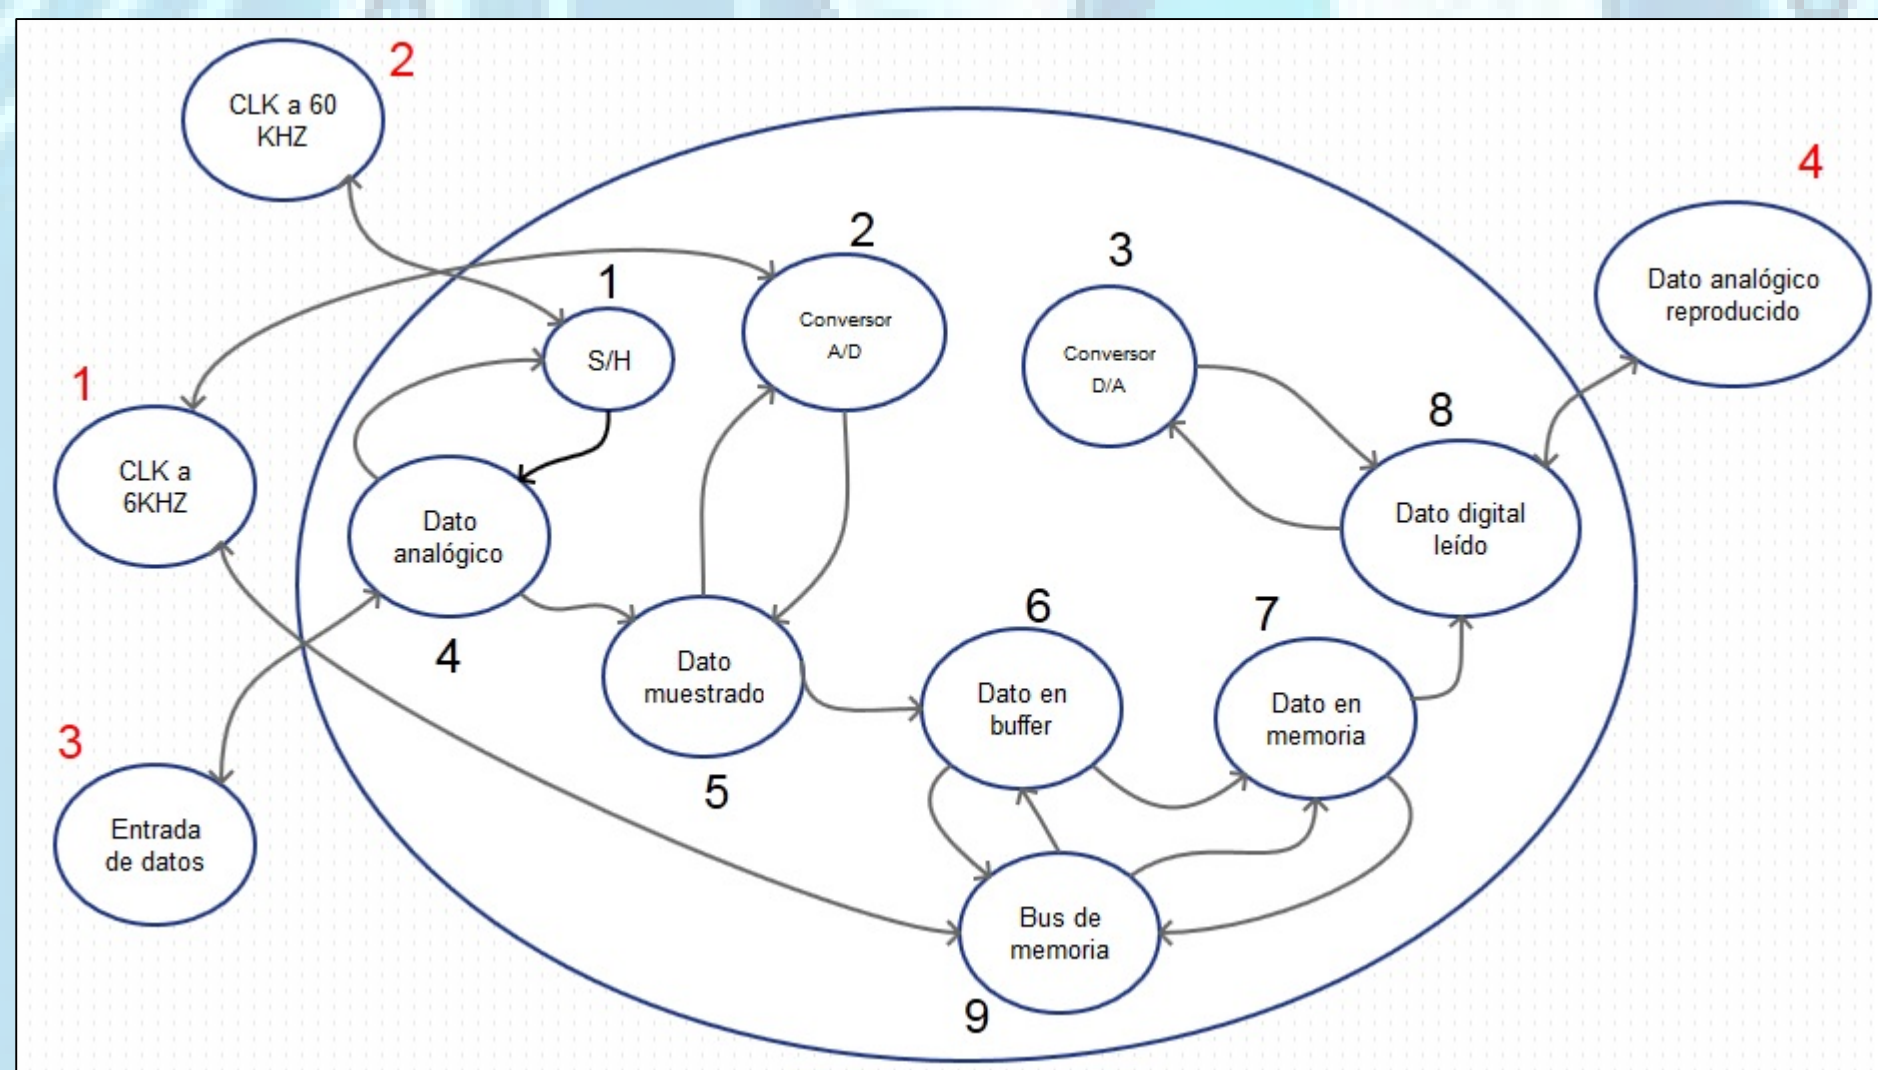 2
CLK a 60
KHZ
4
Dato analógico
reproducido
2
Conversor
A/D
3
Conversor
D/A
1
S/H
1
CLK a
6KHZ
8
Dato digital
leído
Dato
analógico
4
6
7
Dato
muestrado
5
Dato en
buffer
Dato en
memoria
3
Entrada
de datos
Bus de
memoria
9